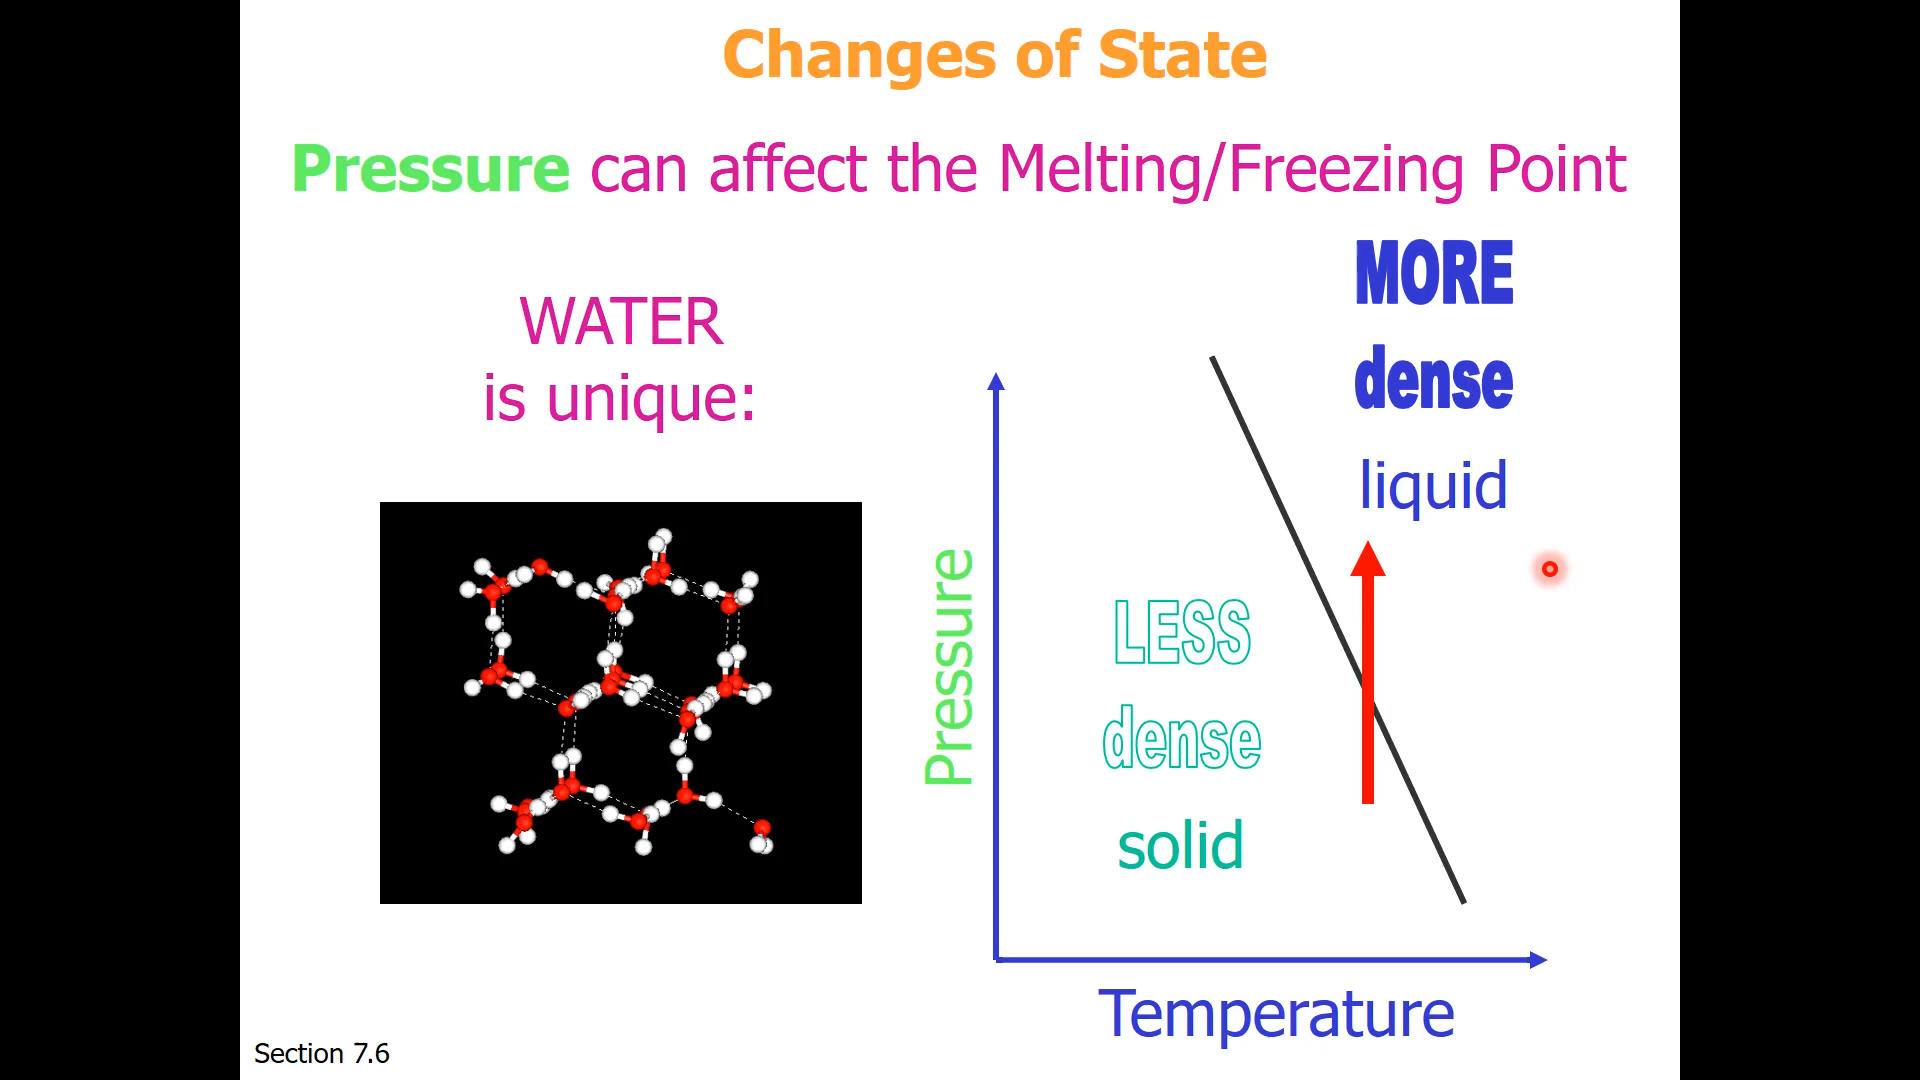 Changes of State
Pressure can affect the Melting/Freezing Point
WATER
is unique:
MORE
dense
liquid
LESS
dense
solid
Pressure
Temperature
Section 7.6